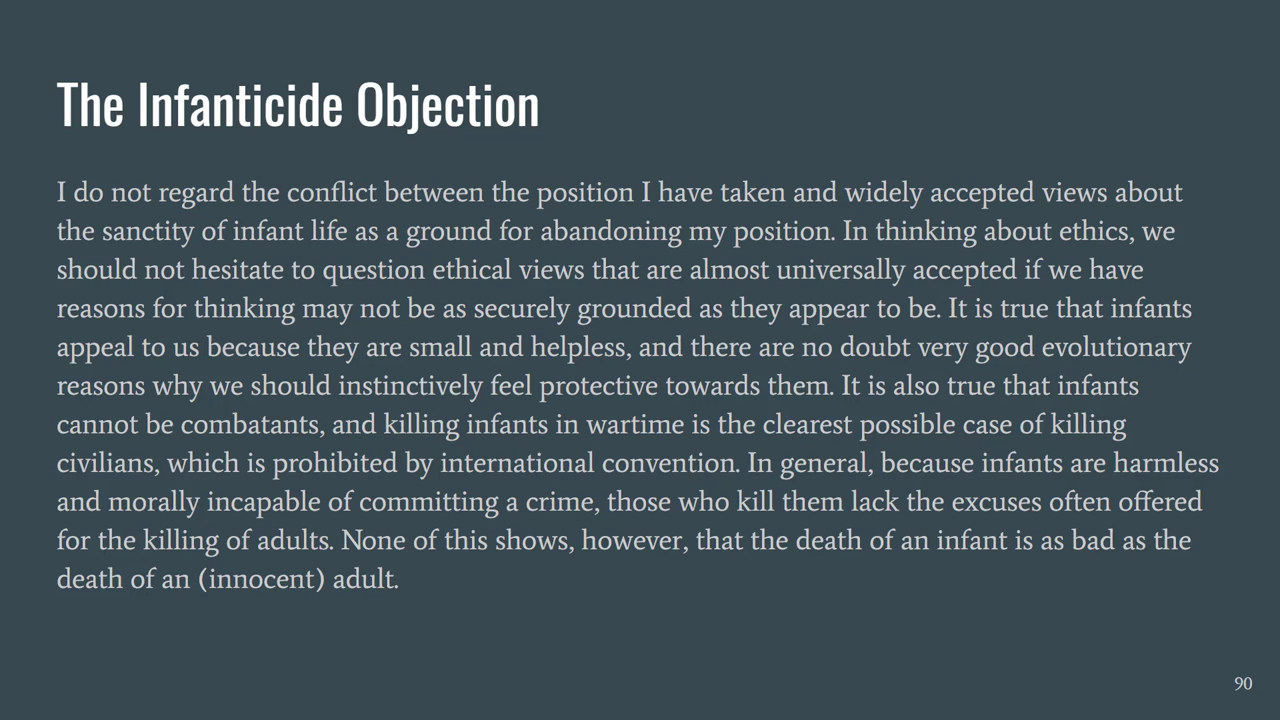 The Infanticide Objection
I do not regard the conflict between the position I have taken and widely accepted views about
the sanctity of infant life as a ground for abandoning my position. In thinking about ethics, we
should not hesitate to question ethical views that are almost universally accepted if we have
reasons for thinking may not be as securely grounded as they appear to be. It is true that infants
appeal to us because they are small and helpless, and there are no doubt very good evolutionary
reasons why we should instinctively feel protective towards them. It is also true that infants
cannot be combatants, and killing infants in wartime is the clearest possible case of killing
civilians, which is prohibited by international convention. In general, because infants are harmless
and morally incapable of committing a crime, those who kill them lack the excuses often offered
for the killing of adults. None of this shows, however, that the death of an infant is as bad as the
death of an (innocent) adult.
90